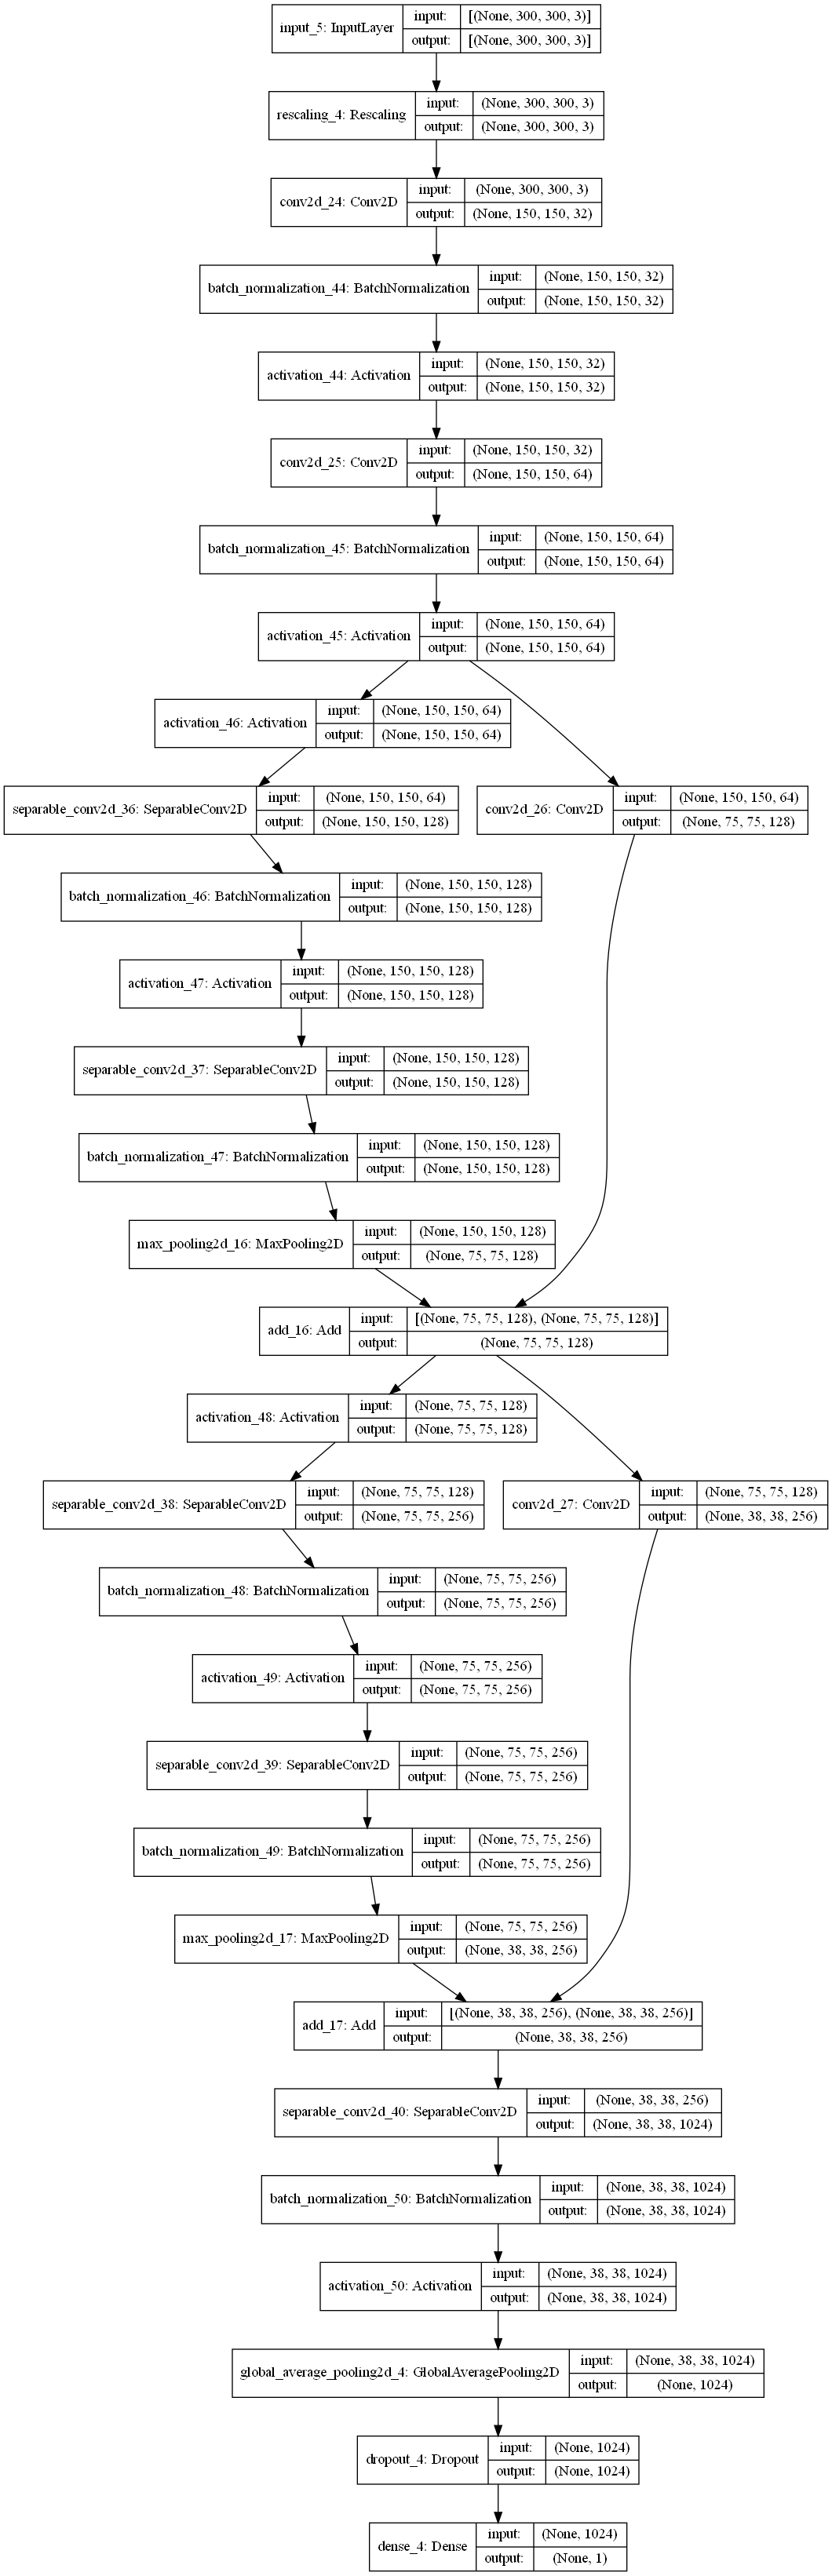 input_5: InputLayer
input: [(None, 300, 300, 3)]
output: [(None, 300, 300, 3)]
rescaling_4: Rescaling
input: (None, 300, 300, 3)
output: (None, 300, 300, 3)
conv2d_24: Conv2D
input: (None, 300, 300, 3)
output: (None, 150, 150, 32)
batch_normalization_44: BatchNormalization
input: (None, 150, 150, 32)
output: (None, 150, 150, 32)
activation_44: Activation
input: (None, 150, 150, 32)
output: (None, 150, 150, 32)
conv2d_25: Conv2D
input: (None, 150, 150, 32)
output: (None, 150, 150, 64)
batch_normalization_45: BatchNormalization
input: (None, 150, 150, 64)
output: (None, 150, 150, 64)
activation_45: Activation
input: (None, 150, 150, 64)
output: (None, 150, 150, 64)
activation_46: Activation
input: (None, 150, 150, 64)
output: (None, 150, 150, 64)
separable_conv2d_36: SeparableConv2D
input: (None, 150, 150, 64)
output: (None, 150, 150, 128)
conv2d_26: Conv2D
input: (None, 150, 150, 64)
output: (None, 75, 75, 128)
batch_normalization_46: BatchNormalization
input: (None, 150, 150, 128)
output: (None, 150, 150, 128)
activation_47: Activation
input: (None, 150, 150, 128)
output: (None, 150, 150, 128)
separable_conv2d_37: SeparableConv2D
input: (None, 150, 150, 128)
output: (None, 150, 150, 128)
batch_normalization_47: BatchNormalization
input: (None, 150, 150, 128)
output: (None, 150, 150, 128)
max_pooling2d_16: MaxPooling2D
input: (None, 150, 150, 128)
output: (None, 75, 75, 128)
add_16: Add
input: [(None, 75, 75, 128), (None, 75, 75, 128)]
output: (None, 75, 75, 128)
activation_48: Activation
input: (None, 75, 75, 128)
output: (None, 75, 75, 128)
separable_conv2d_38: SeparableConv2D
input: (None, 75, 75, 128)
output: (None, 75, 75, 256)
conv2d_27: Conv2D
input: (None, 75, 75, 128)
output: (None, 38, 38, 256)
batch_normalization_48: BatchNormalization
input: (None, 75, 75, 256)
output: (None, 75, 75, 256)
activation_49: Activation
input: (None, 75, 75, 256)
output: (None, 75, 75, 256)
separable_conv2d_39: SeparableConv2D
input: (None, 75, 75, 256)
output: (None, 75, 75, 256)
batch_normalization_49: BatchNormalization
input: (None, 75, 75, 256)
output: (None, 75, 75, 256)
max_pooling2d_17: MaxPooling2D
input: (None, 75, 75, 256)
output: (None, 38, 38, 256)
add_17: Add
input: [(None, 38, 38, 256), (None, 38, 38, 256)]
output: (None, 38, 38, 256)
separable_conv2d_40: SeparableConv2D
input: (None, 38, 38, 256)
output: (None, 38, 38, 1024)
batch_normalization_50: BatchNormalization
input: (None, 38, 38, 1024)
output: (None, 38, 38, 1024)
activation_50: Activation
input: (None, 38, 38, 1024)
output: (None, 38, 38, 1024)
global_average_pooling2d_4: GlobalAveragePooling2D
input: (None, 38, 38, 1024)
output: (None, 1024)
dropout_4: Dropout
input: (None, 1024)
output: (None, 1024)
dense_4: Dense
input: (None, 1024)
output: (None, 1)